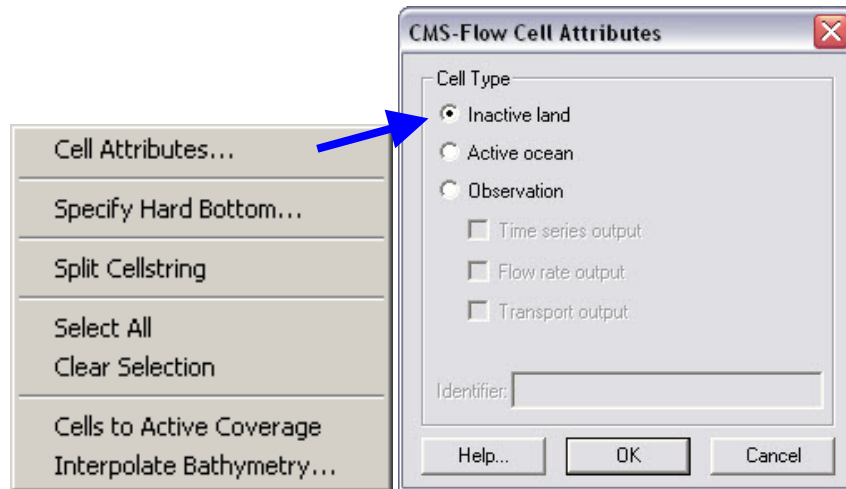 Cell Attributes...
Specify Hard Bottom...
Split Cellstring
Select All
Clear Selection
Cells to Active Coverage
Interpolate Bathymetry...
CMS-Flow Cell Attributes
Cell Type
Inactive land
Active ocean
Observation
Time series output
Flow rate output
Transport output
Identifier:
Help... OK Cancel